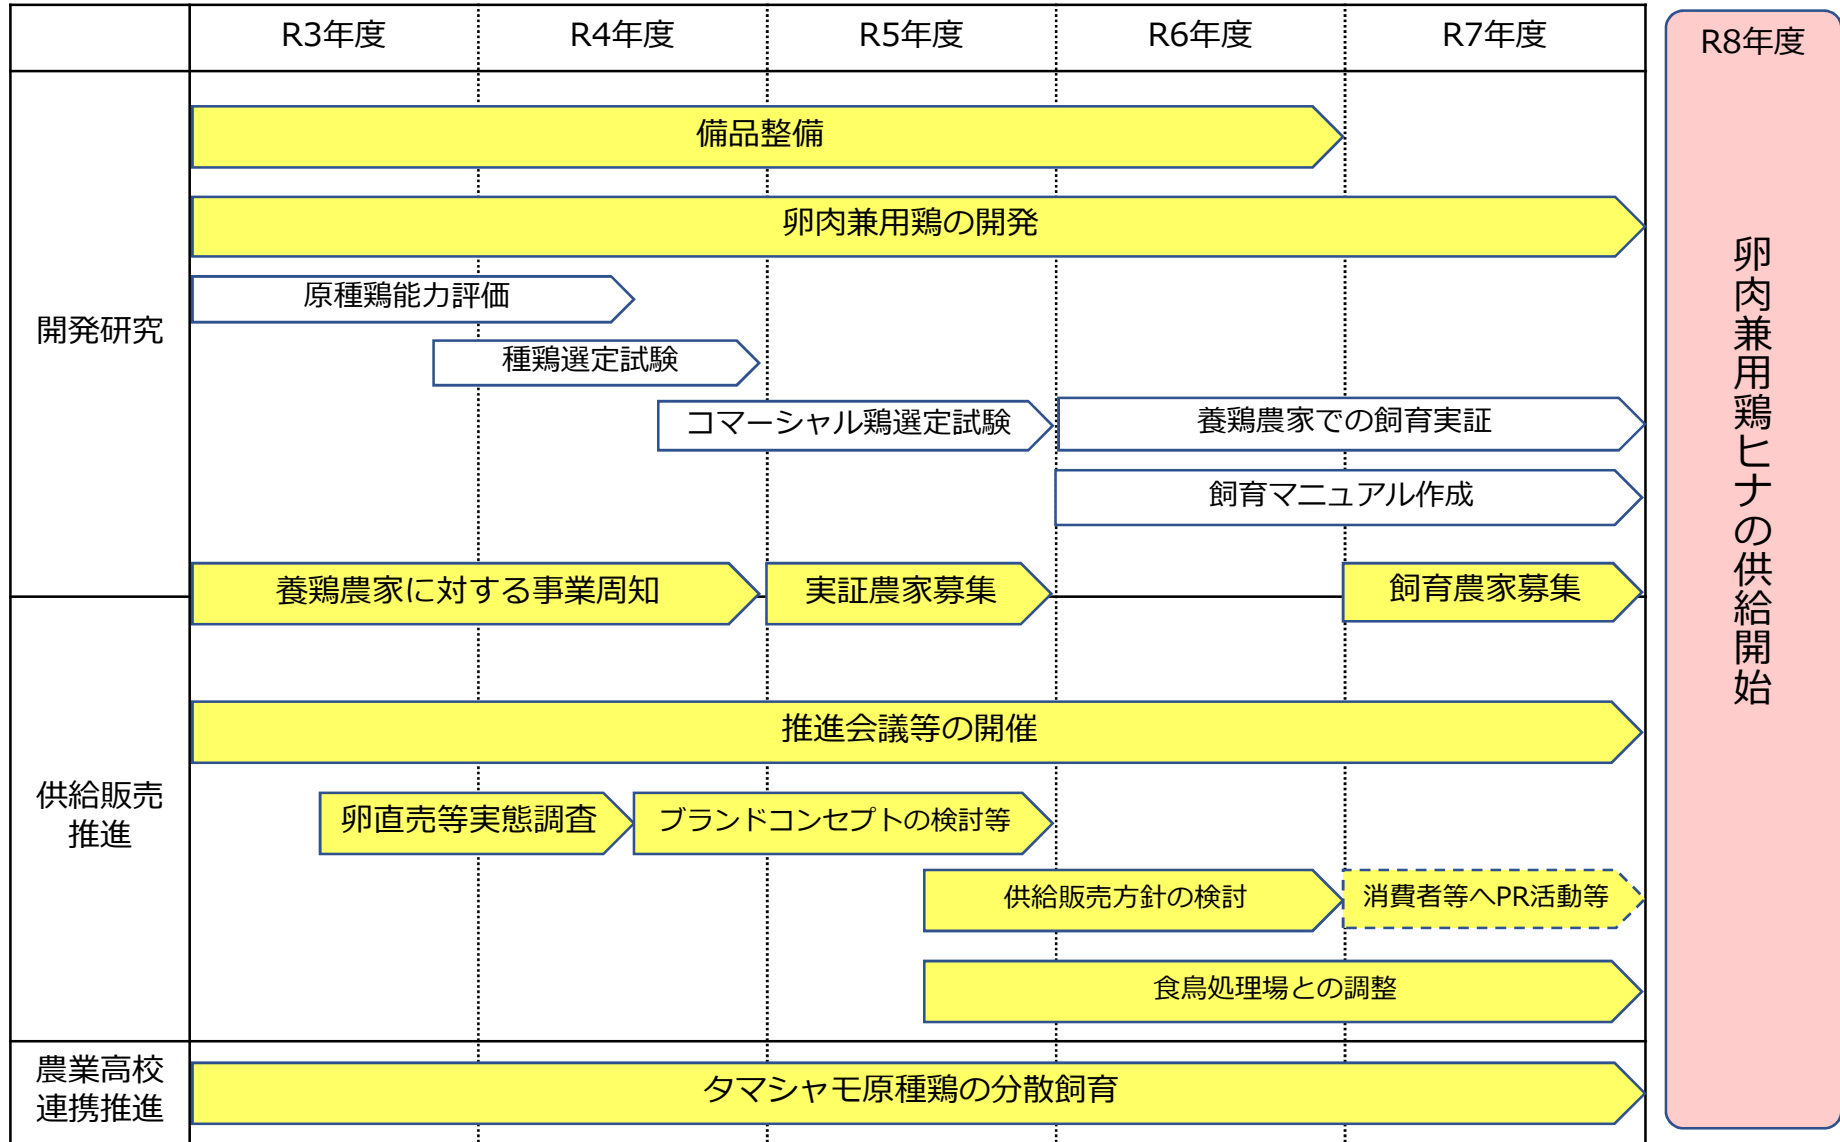 R3年度
R4年度
R5年度
R6年度
R7年度
R8年度
開発研究
備品整備
卵肉兼用鶏の開発
原種鶏能力評価
種鶏選定試験
コマーシャル鶏選定試験
養鶏農家での飼育実証
飼育マニュアル作成
養鶏農家に対する事業周知
実証農家募集
飼育農家募集
供給販売
推進
推進会議等の開催
卵直売等実態調査
ブランドコンセプトの検討等
供給販売方針の検討
消費者等へPR活動等
食鳥処理場との調整
農業高校
連携推進
タマシャモ原種鶏の分散飼育
卵肉兼用鶏ヒナの供給開始